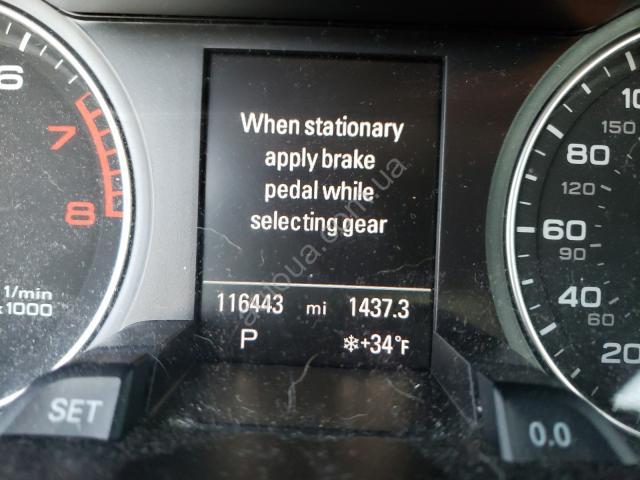 6
7
8
1/min
x1000
When stationary
apply brake
pedal while
selecting gear
116443 mi 1437.3
P ❄+34°F
SET
0.0
80
60
40
20
150
120
90
60